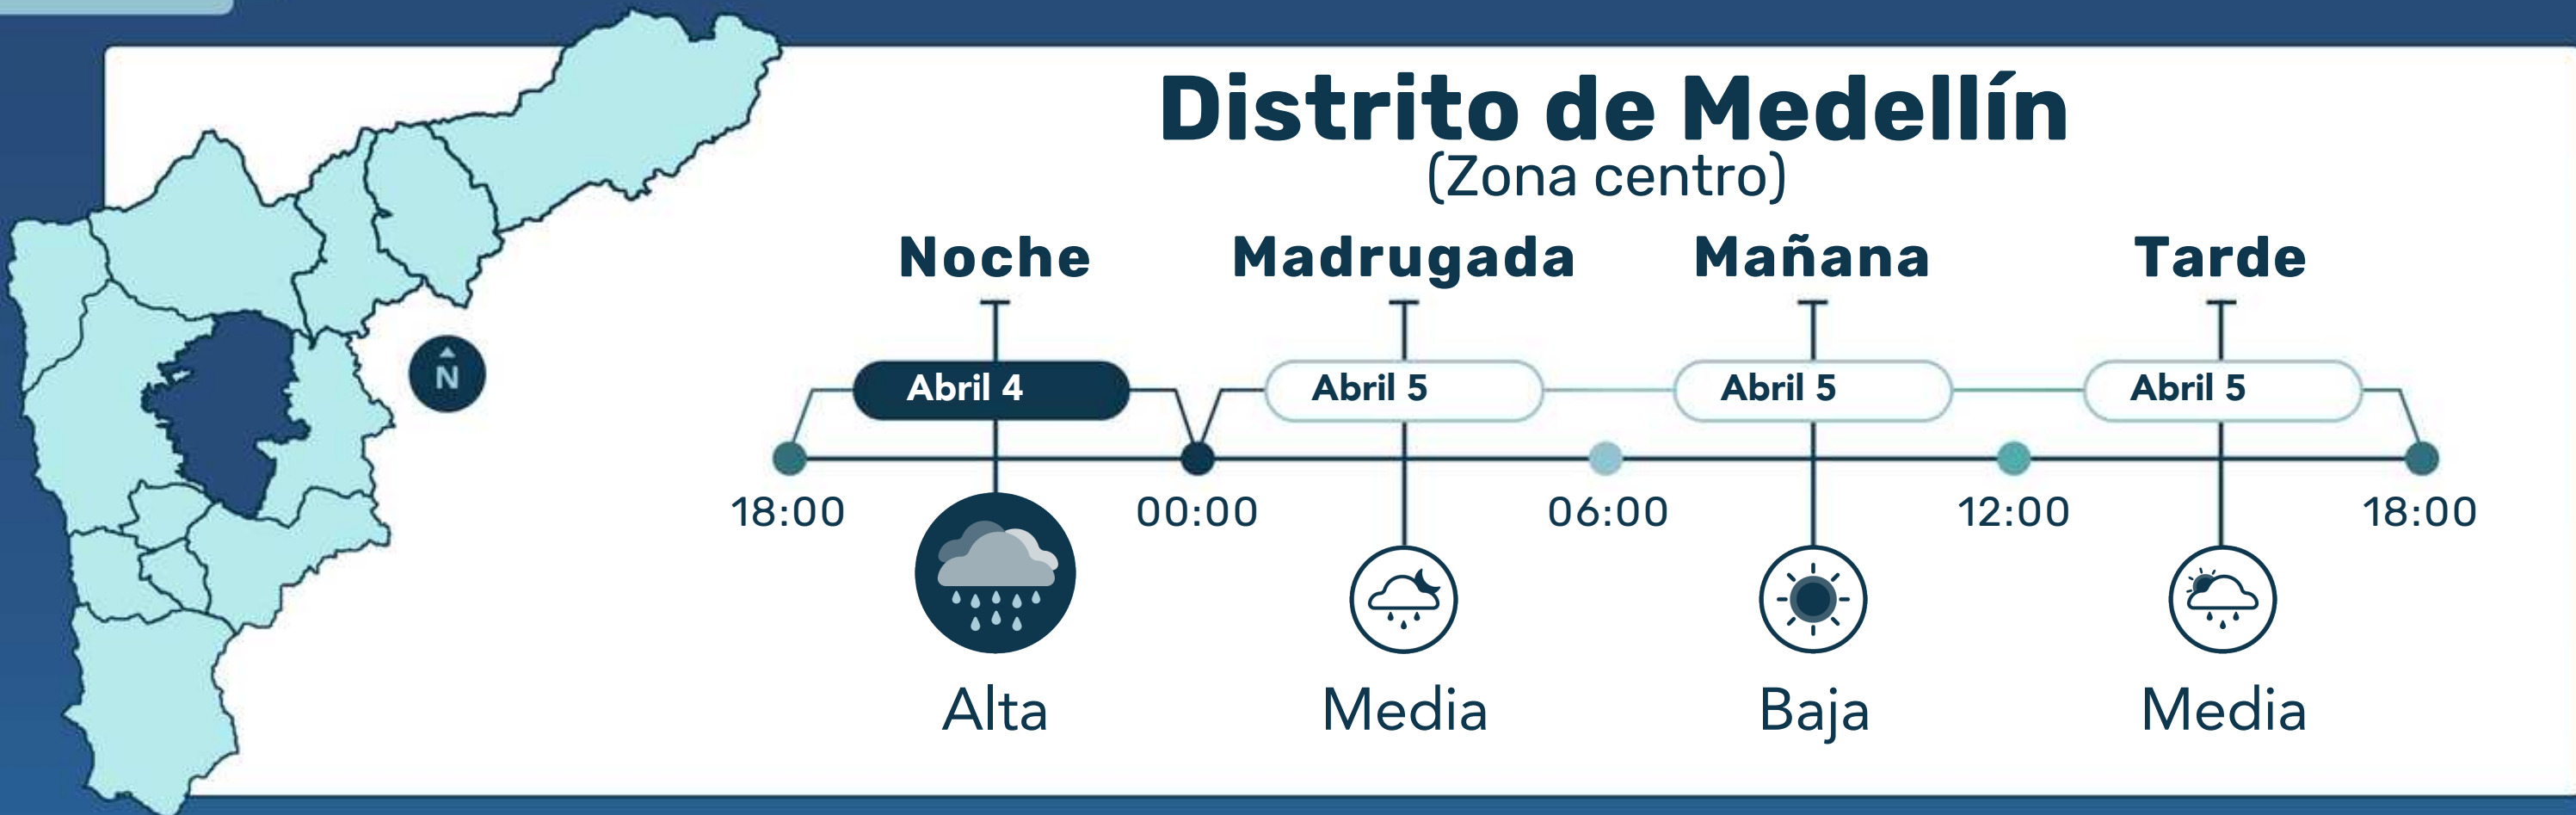 Distrito de Medellín
(Zona centro)
Noche Madrugada Mañana Tarde
Abril 4 Abril 5 Abril 5 Abril 5
N
18:00 00:00 06:00 12:00 18:00
Alta Media Baja Media